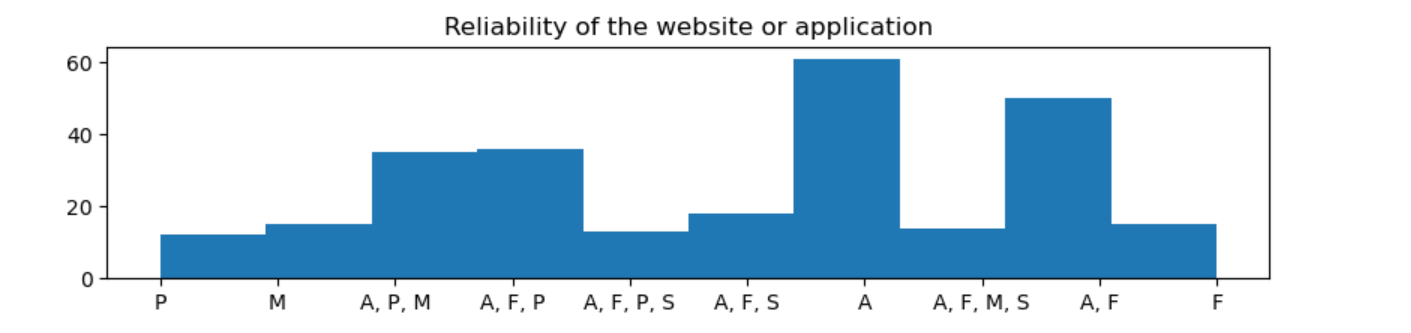 Reliability of the website or application
60
40
20
0
P M A, P, M A, F, P A, F, P, S A, F, S A A, F, M, S A, F F